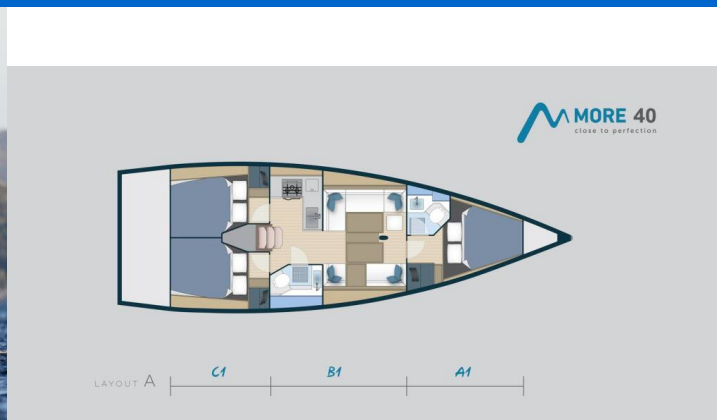 MORE 40
close to perfection
LAYOUT A
C1
B1
A1